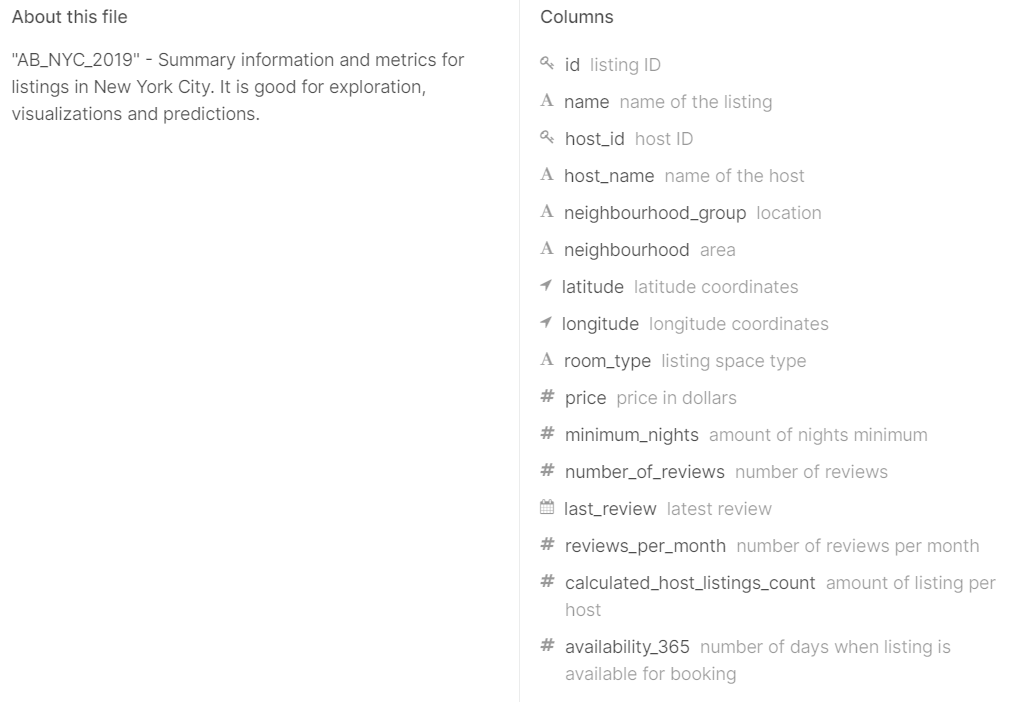 About this file
"AB_NYC_2019" - Summary information and metrics for
listings in New York City. It is good for exploration,
visualizations and predictions.
Columns
id listing ID
A name name of the listing
host_id host ID
A host_name name of the host
A neighbourhood_group location
A neighbourhood area
latitude latitude coordinates
longitude longitude coordinates
A room_type listing space type
# price price in dollars
# minimum_nights amount of nights minimum
# number_of_reviews number of reviews
last_review latest review
# reviews_per_month number of reviews per month
# calculated_host_listings_count amount of listing per
host
# availability_365 number of days when listing is
available for booking